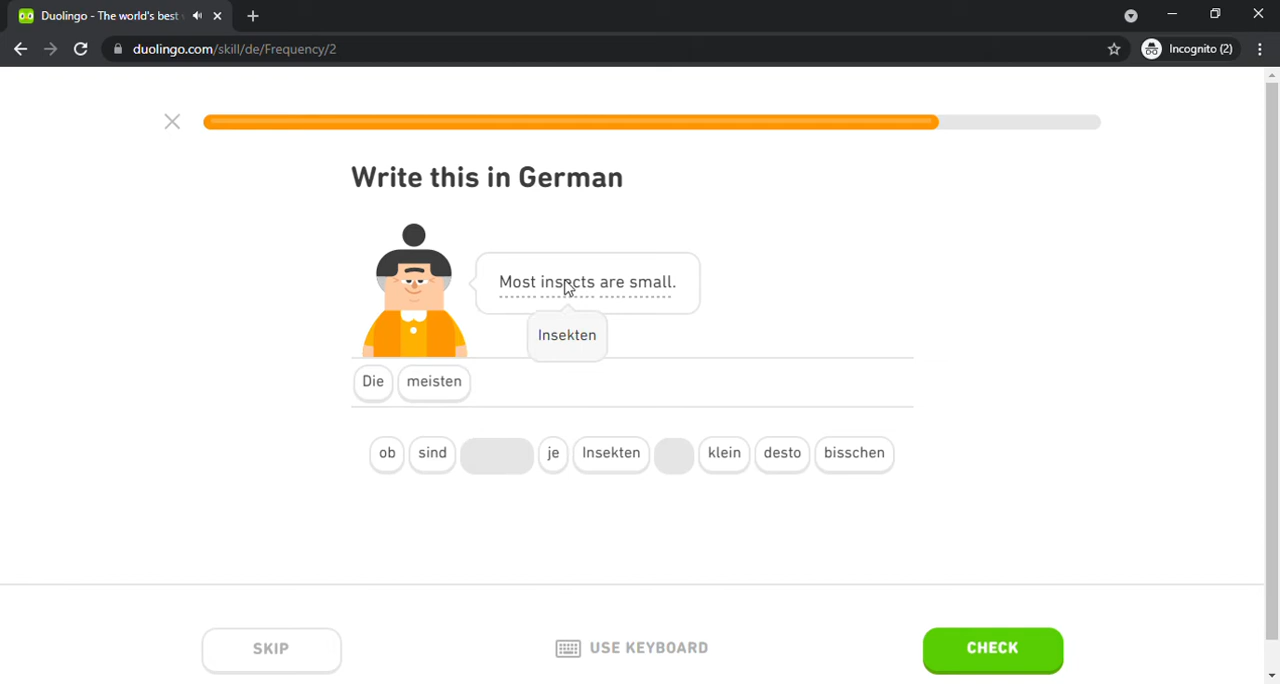 Duolingo - The world's best
duolingo.com/skill/de/Frequency/2
Incognito (2)
Write this in German
Most insects are small.
Insekten
Die meisten
ob sind je Insekten klein desto bisschen
SKIP
USE KEYBOARD
CHECK